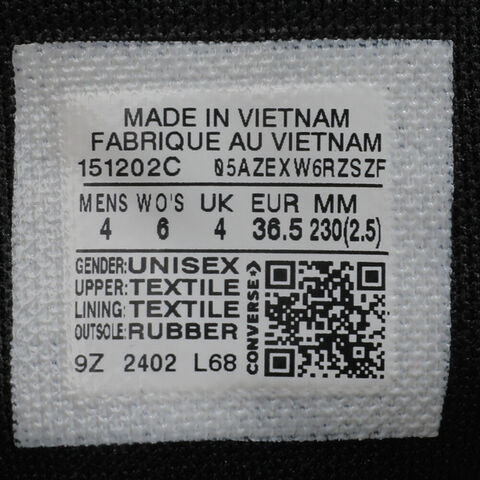 MADE IN VIETNAM
FABRIQUE AU VIETNAM
151202C 05AZEXW6RZSZF
MENS WO'S UK EUR MM
4 6 4 36.5 230(2.5)
GENDER: UNISEX
UPPER: TEXTILE
LINING: TEXTILE
OUTSOLE: RUBBER
9Z 2402 L68
CONVERSE